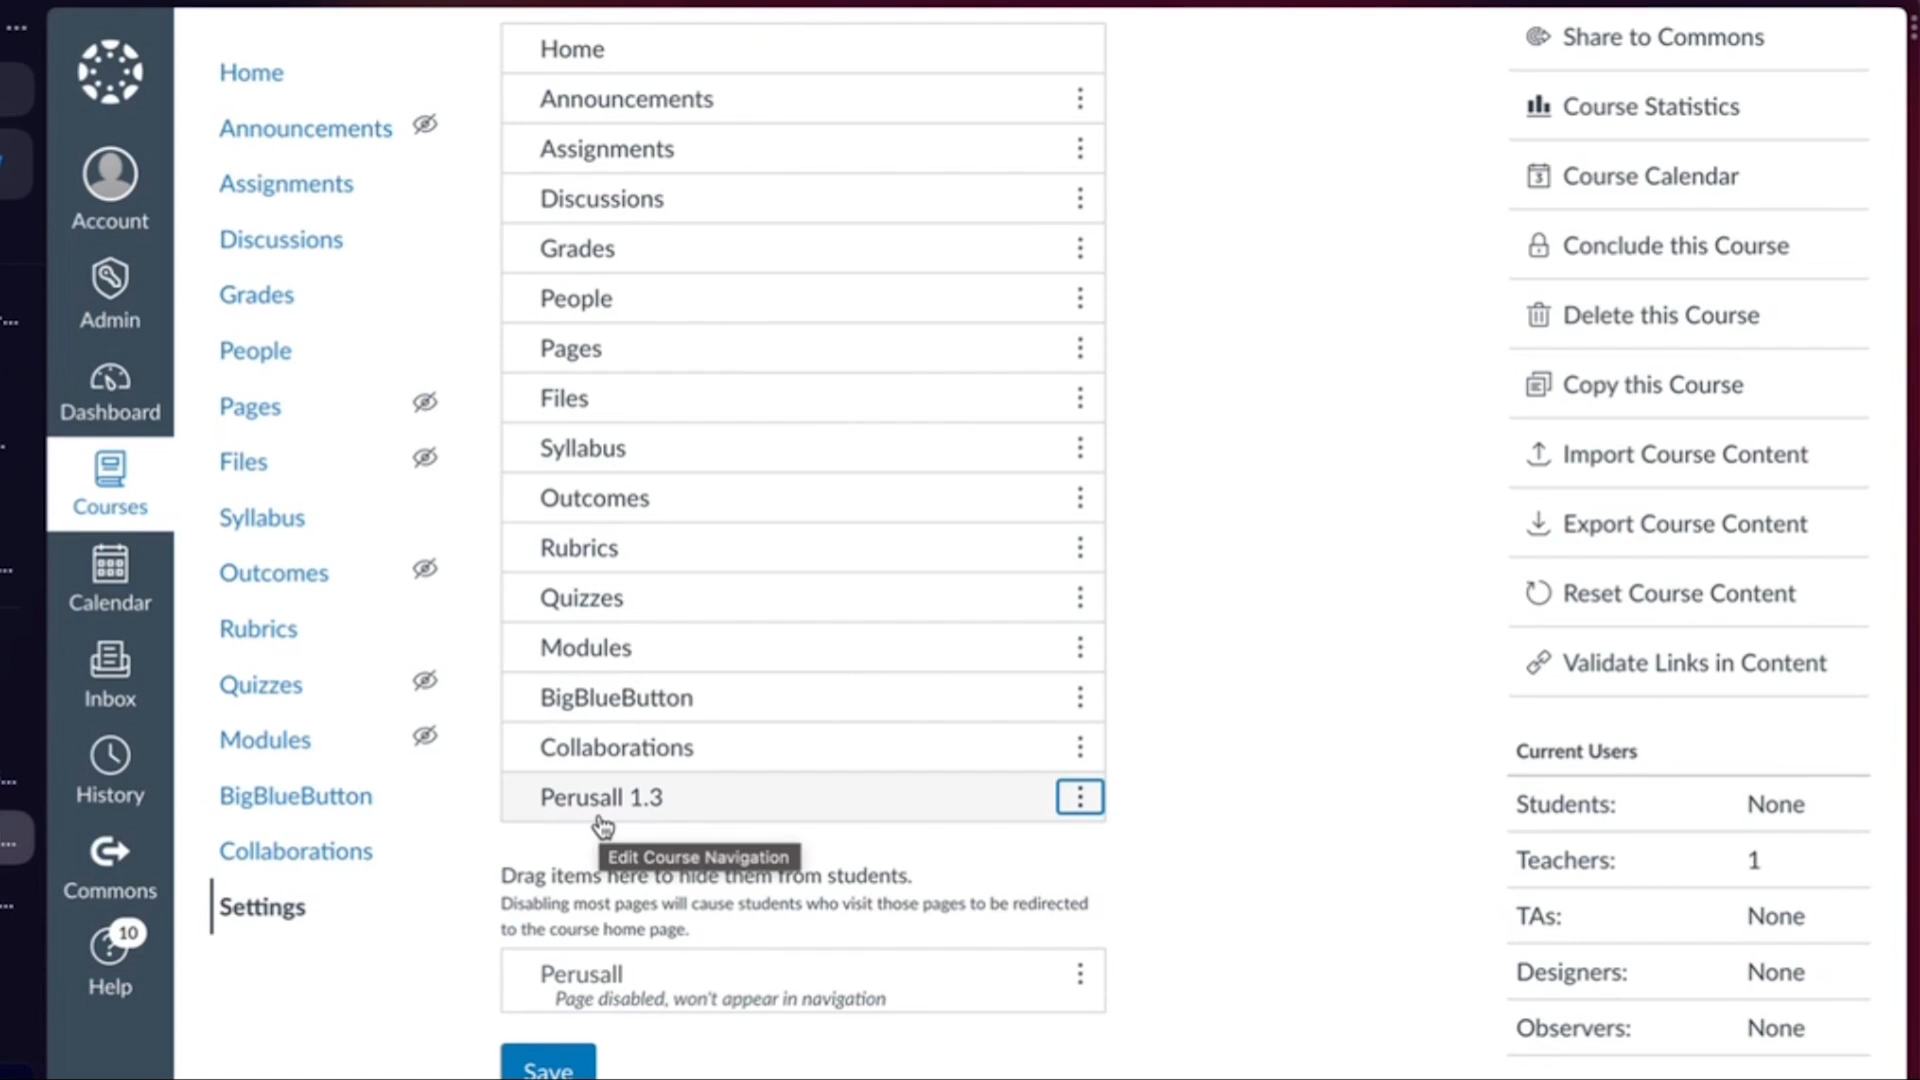 Account
Admin
Dashboard
Courses
Calendar
Inbox
History
Commons
10
Help
Home
Announcements
Assignments
Discussions
Grades
People
Pages
Files
Syllabus
Outcomes
Rubrics
Quizzes
Modules
BigBlueButton
Collaborations
Settings
Home
Announcements
Assignments
Discussions
Grades
People
Pages
Files
Syllabus
Outcomes
Rubrics
Quizzes
Modules
BigBlueButton
Collaborations
Perusall 1.3
Edit Course Navigation
Drag items here to hide them from students.
Disabling most pages will cause students who visit those pages to be redirected
to the course home page.
Perusall
Page disabled, won't appear in navigation
Save
Share to Commons
Course Statistics
3 Course Calendar
Conclude this Course
Delete this Course
Copy this Course
Import Course Content
Export Course Content
Reset Course Content
Validate Links in Content
Current Users
Students: None
Teachers: 1
TAs: None
Designers: None
Observers: None